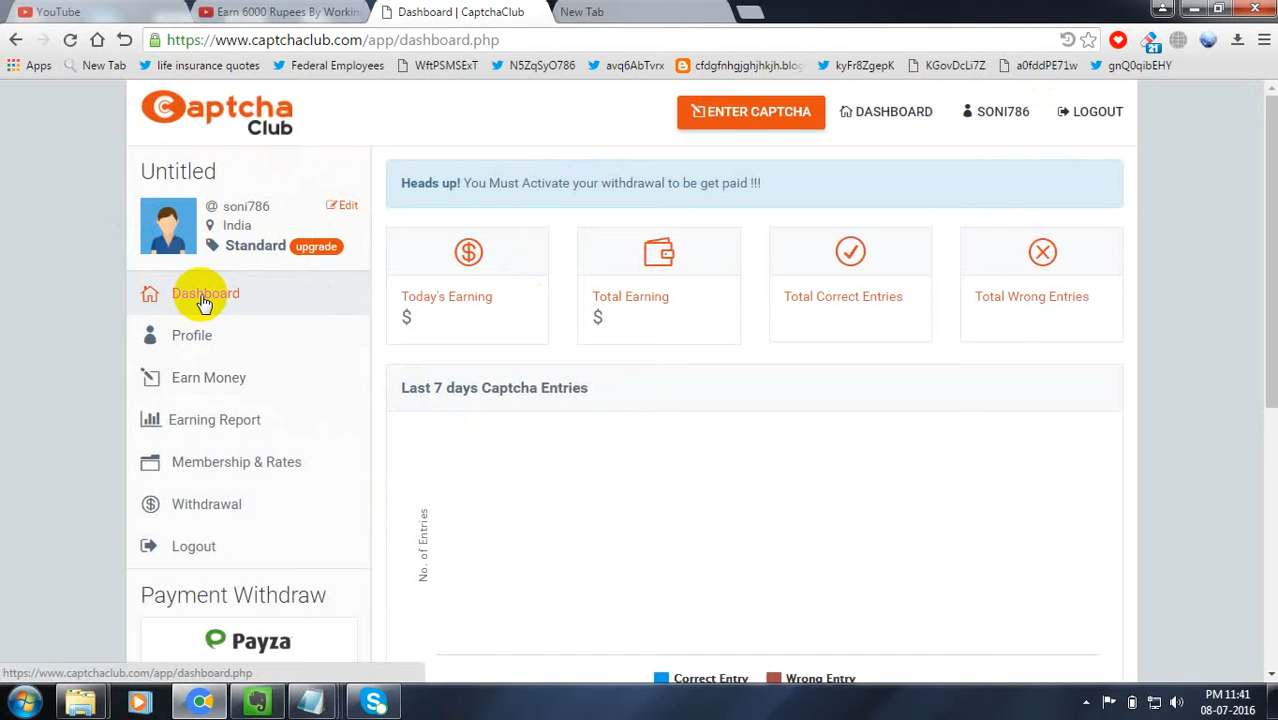 YouTube
Earn 6000 Rupees By Workin
Dashboard | CaptchaClub
New Tab
https://www.captchaclub.com/app/dashboard.php
21
Apps
New Tab
life insurance quotes
Federal Employees
WftPSMSExT
N5ZqSyO786
avq6AbTvrx
cfdgfnhgjghjhkjh.blog
kyFr8ZgepK
KGovDcLi7Z
a0fddPE71w
gnQ0qibEHY
Captcha
Club
ENTER CAPTCHA
DASHBOARD
SONI786
LOGOUT
Untitled
@ soni786
Edit
India
Standard upgrade
Heads up! You Must Activate your withdrawal to be get paid !!!
Today's Earning
$
Total Earning
$
Total Correct Entries
Total Wrong Entries
Dashboard
Profile
Earn Money
Earning Report
Membership & Rates
Withdrawal
Logout
Last 7 days Captcha Entries
No. of Entries
Correct Entry
Wrong Entry
Payment Withdraw
Payza
https://www.captchaclub.com/app/dashboard.php
PM 11:41
08-07-2016